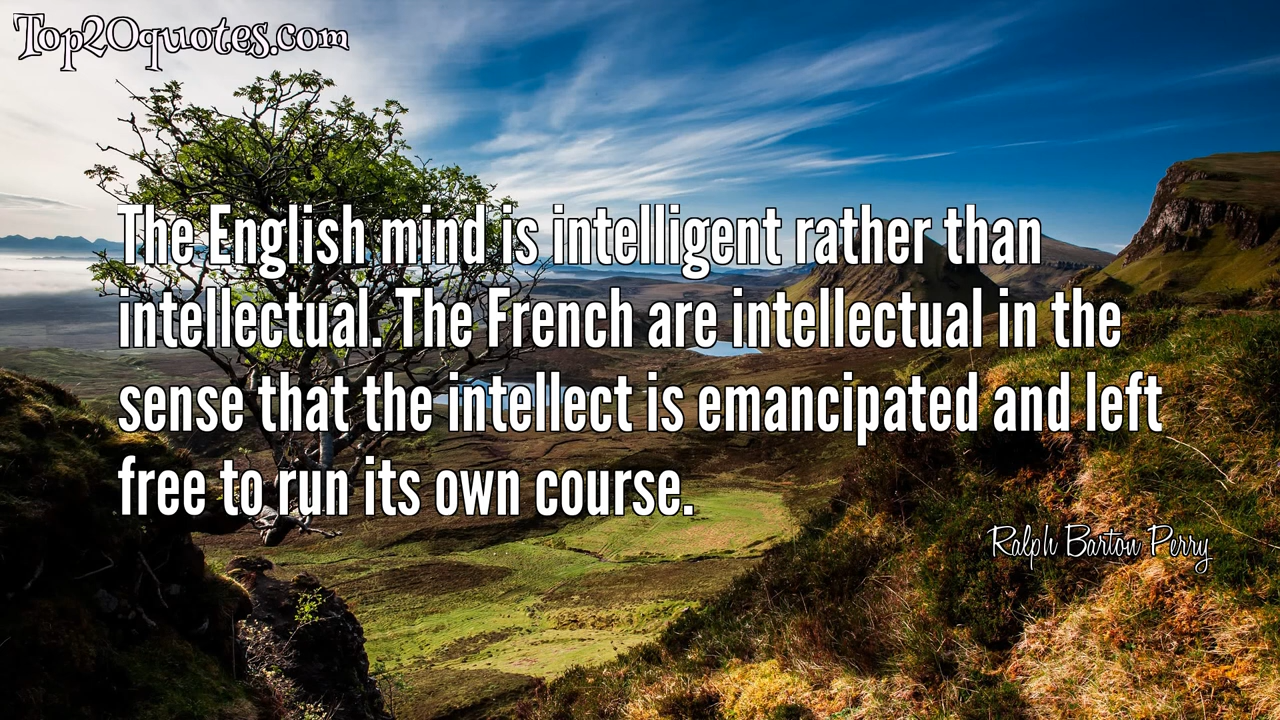 Top20quotes.com
The English mind is intelligent rather than
intellectual. The French are intellectual in the
sense that the intellect is emancipated and left
free to run its own course.
Ralph Barton Perry